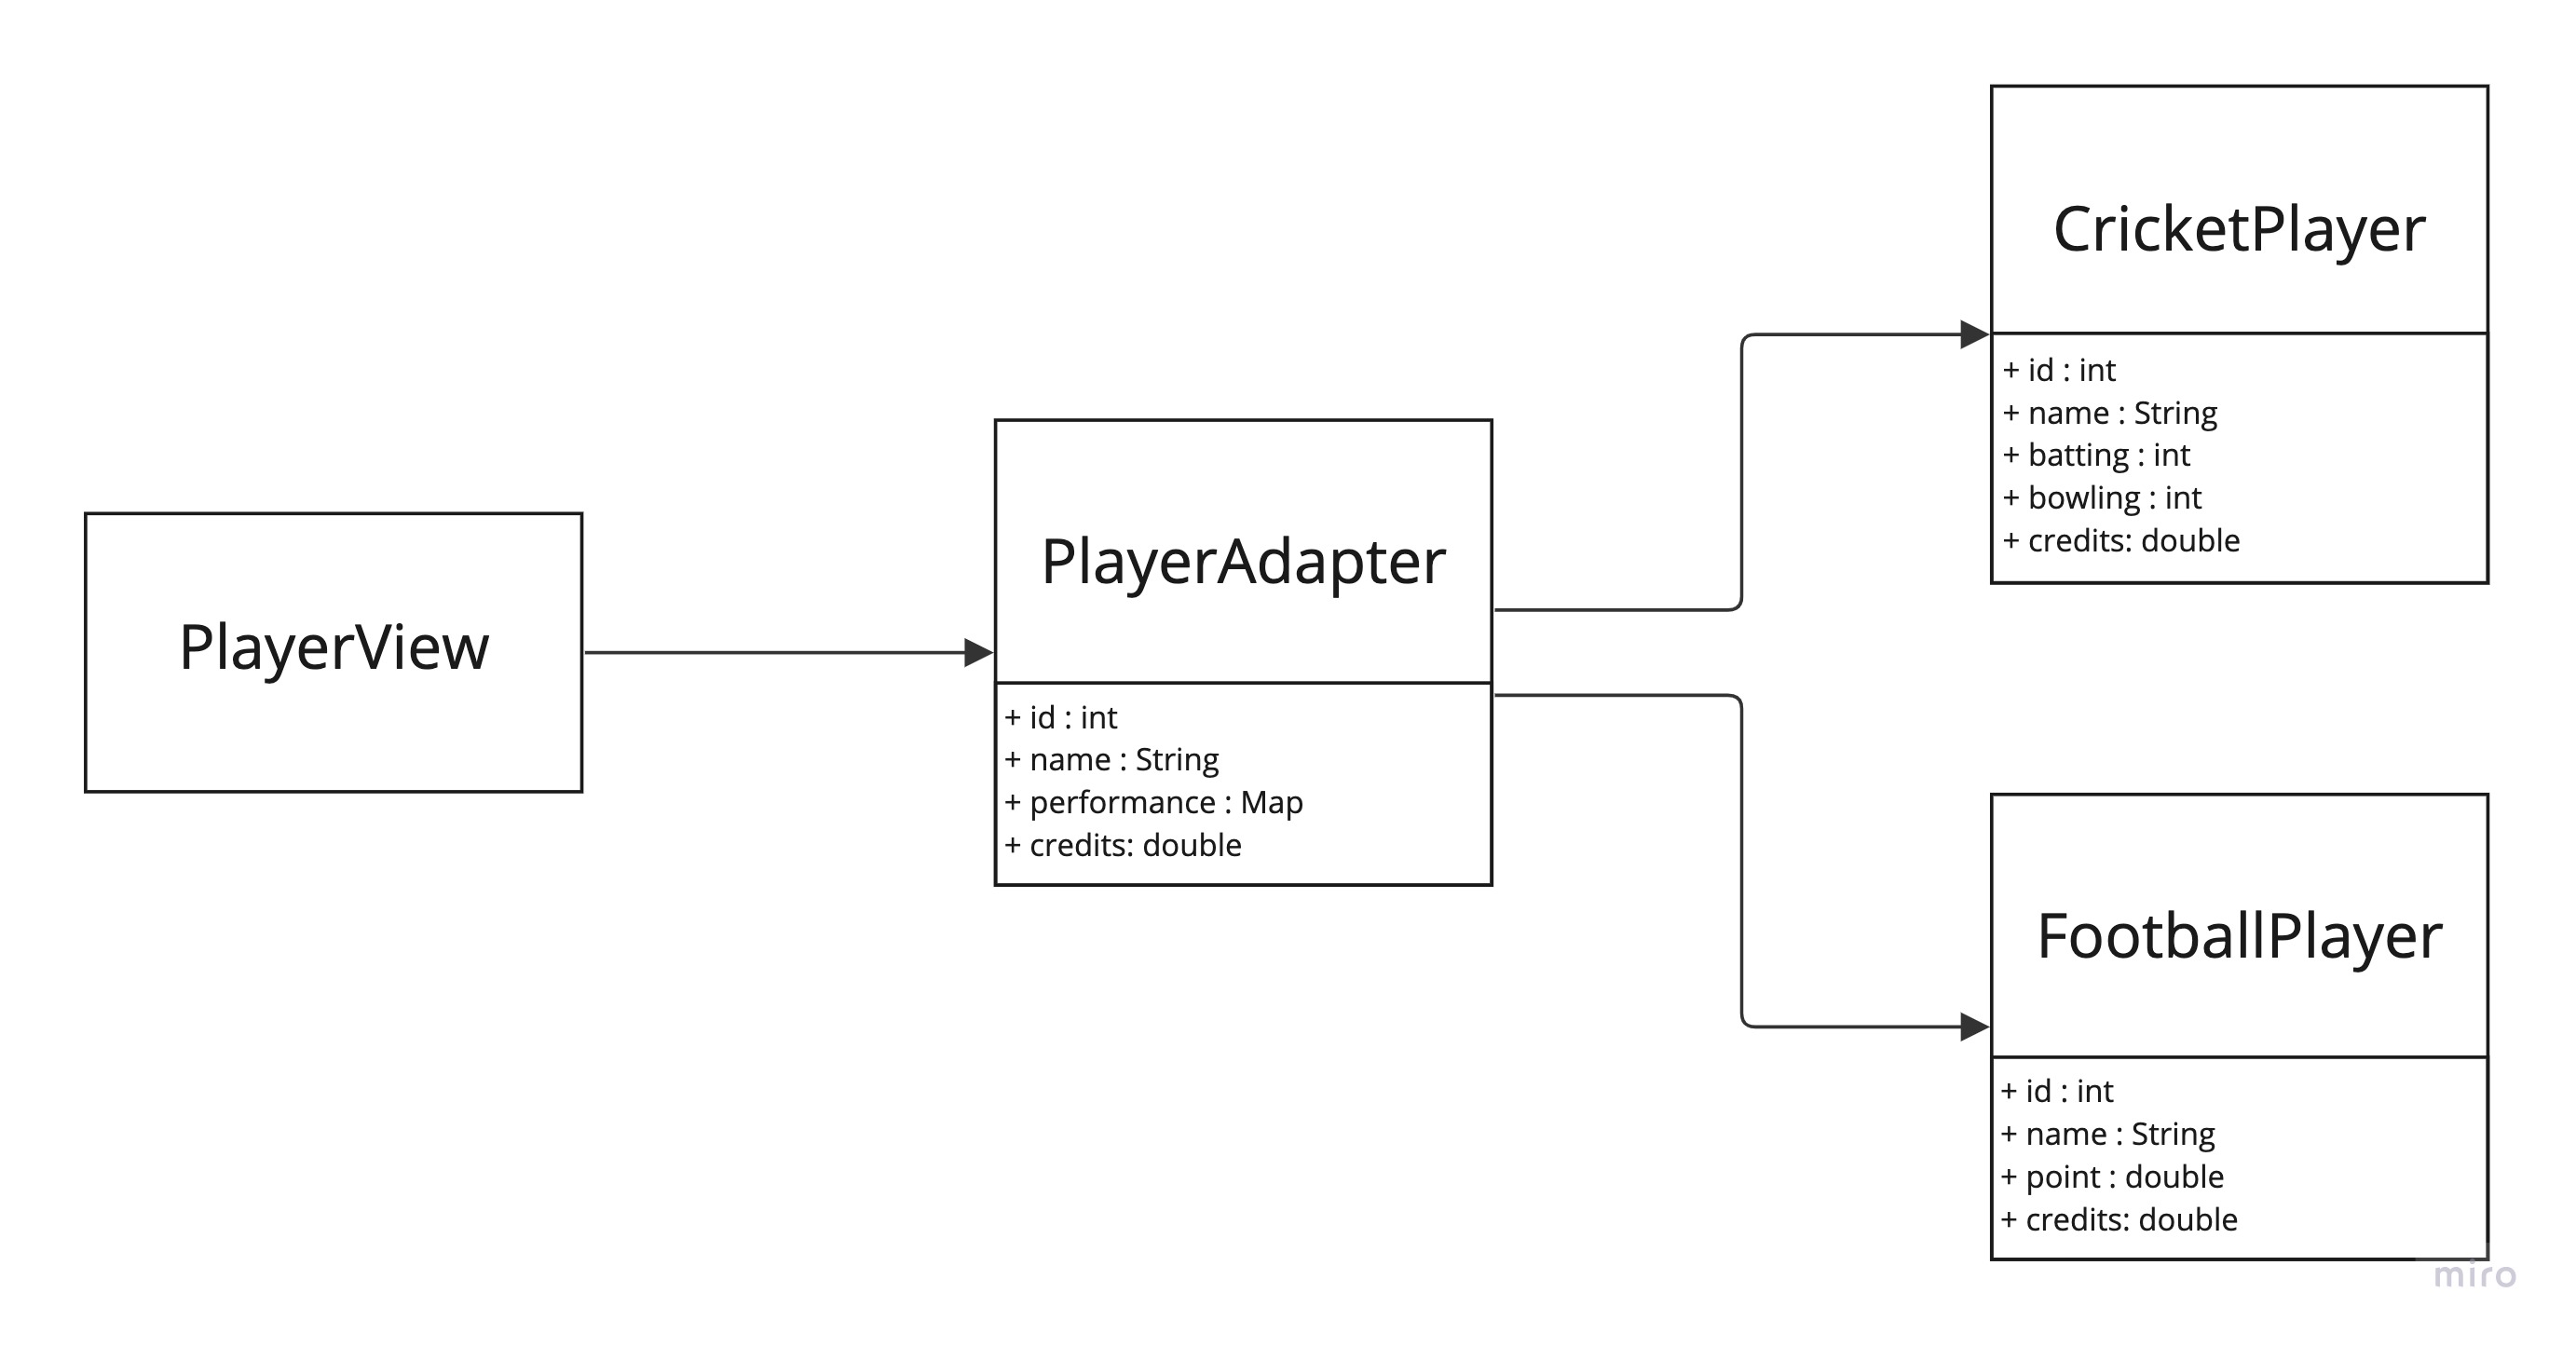 PlayerView
PlayerAdapter
+ id : int
+ name : String
+ performance : Map
+ credits: double
CricketPlayer
+ id : int
+ name : String
+ batting : int
+ bowling : int
+ credits: double
FootballPlayer
+ id : int
+ name : String
+ point : double
+ credits: double
miro